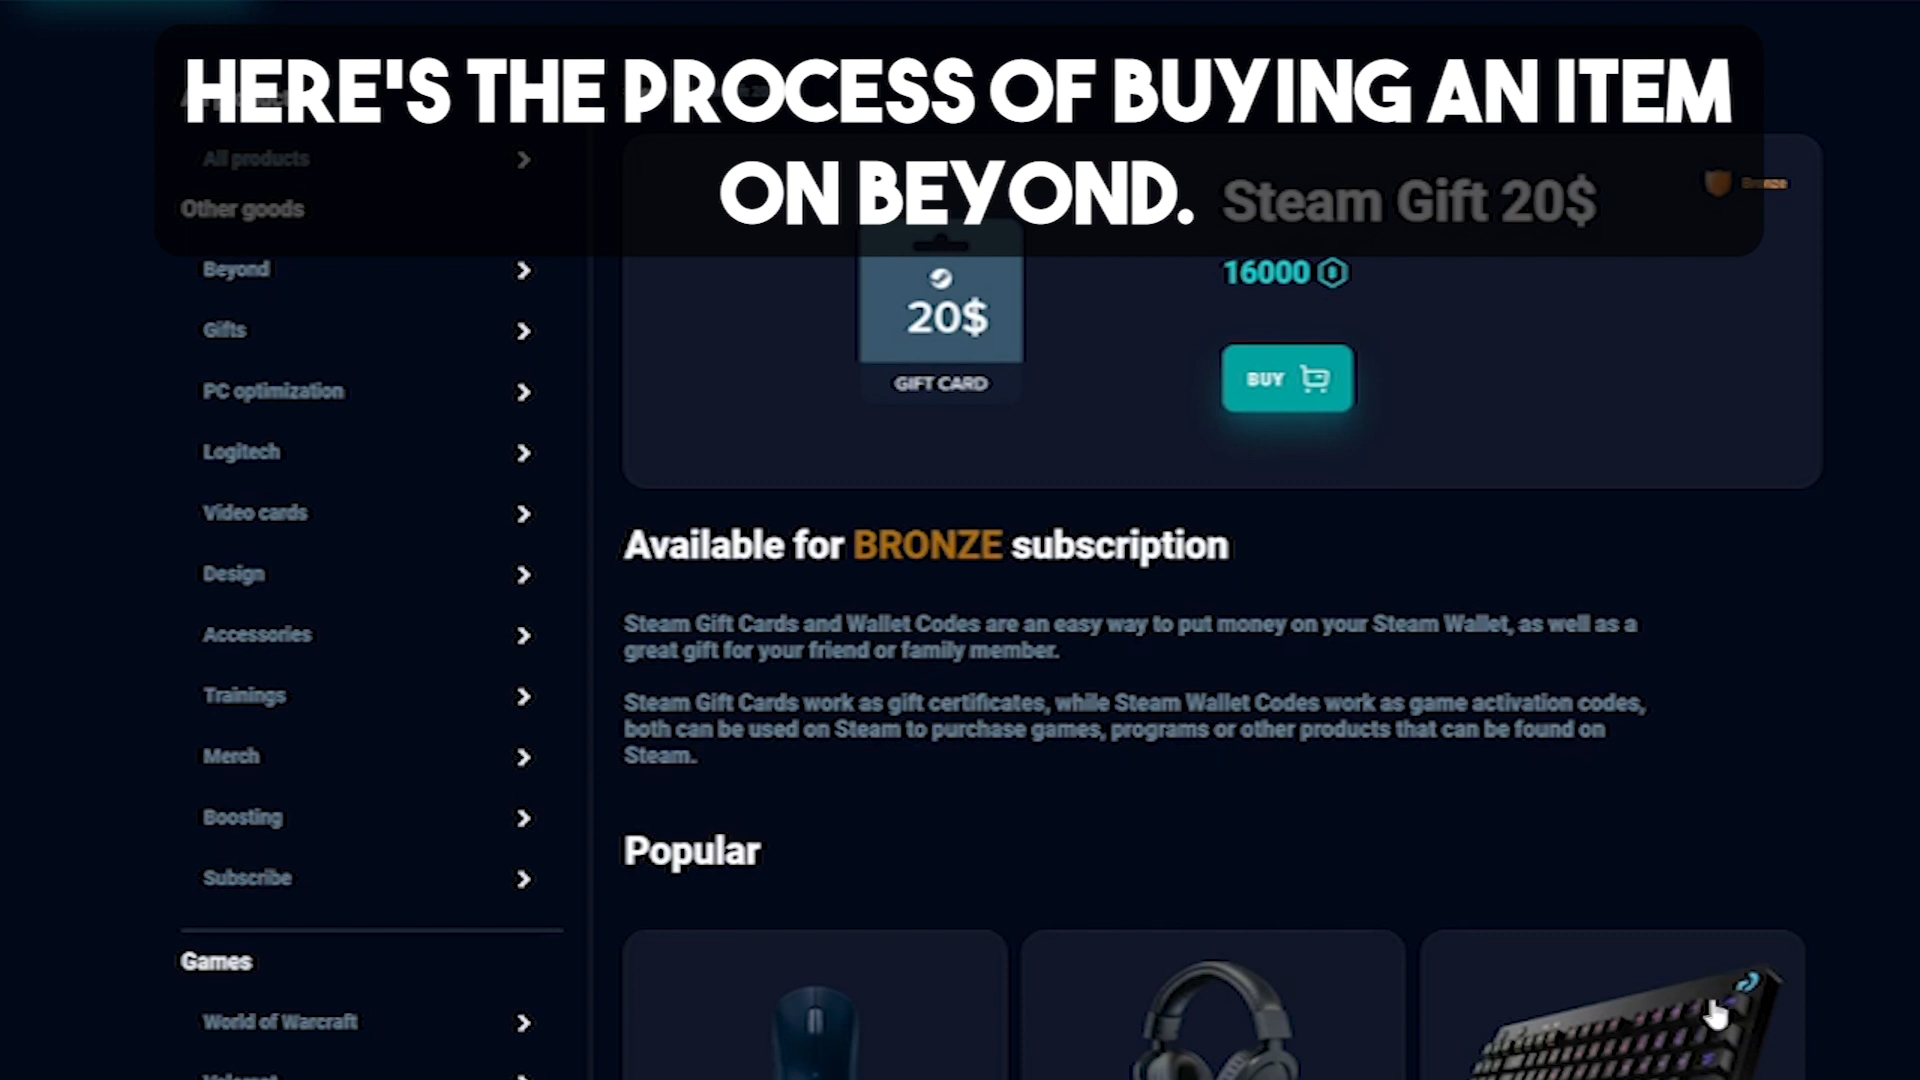 HERE'S THE PROCESS OF BUYING AN ITEM
ON BEYOND.
All products
Other goods
Beyond
Gifts
PC optimization
Logitech
Video cards
Design
Accessories
Trainings
Merch
Boosting
Subscribe
Games
World of Warcraft
Steam Gift 20$
Bronze
16000
20$
GIFT CARD
BUY
Available for BRONZE subscription
Steam Gift Cards and Wallet Codes are an easy way to put money on your Steam Wallet, as well as a
great gift for your friend or family member.
Steam Gift Cards work as gift certificates, while Steam Wallet Codes work as game activation codes,
both can be used on Steam to purchase games, programs or other products that can be found on
Steam.
Popular